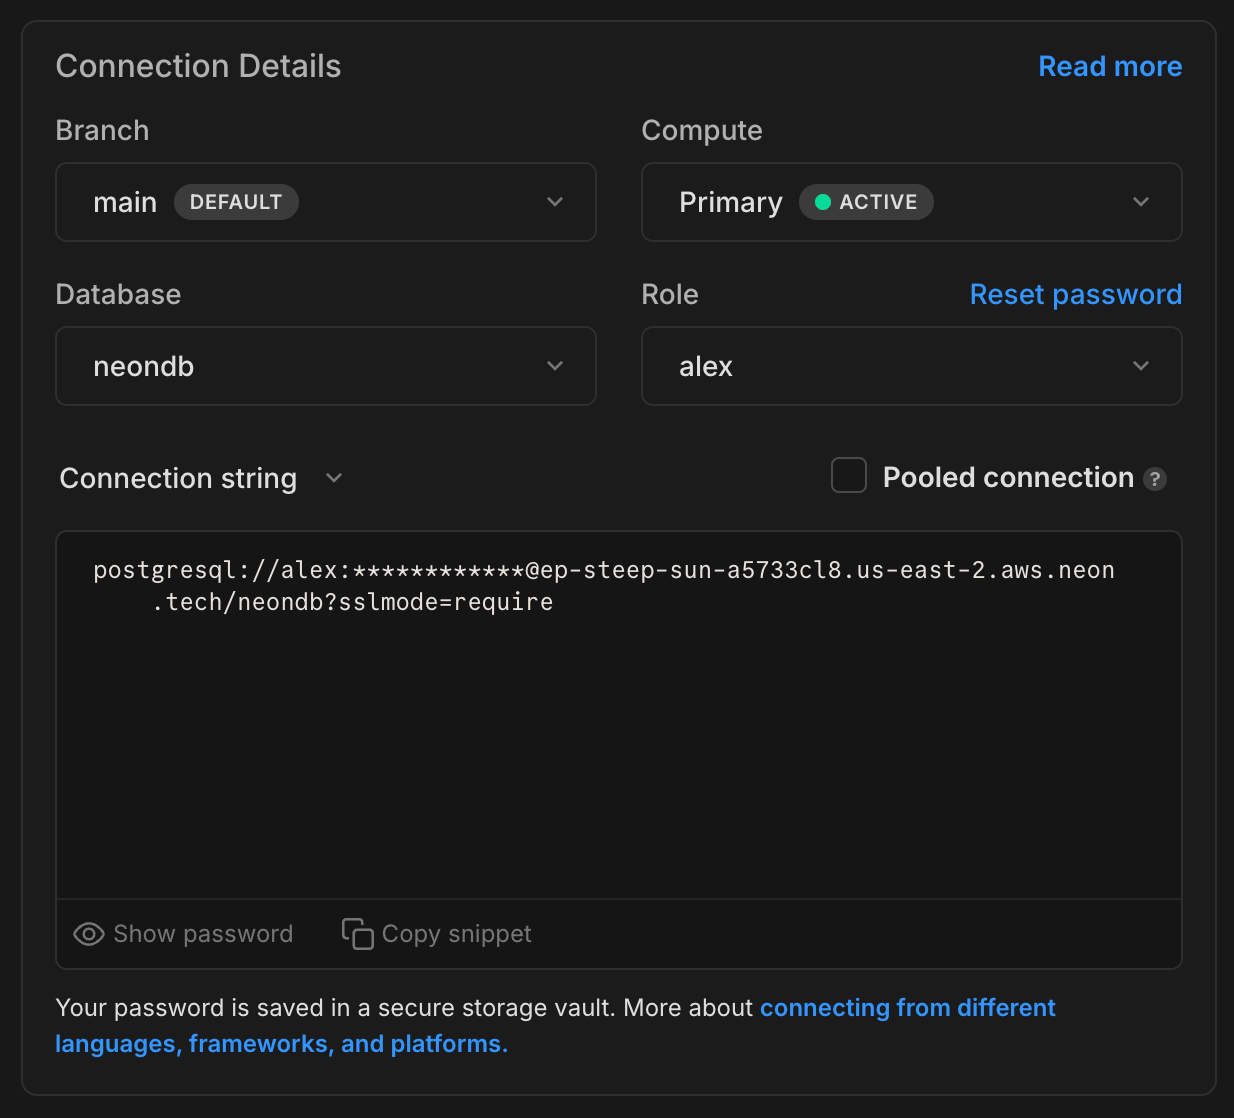 Connection Details
Read more
Branch
Compute
main DEFAULT
Primary ACTIVE
Database
Role
Reset password
neondb
alex
Connection string
Pooled connection ?
postgresql://alex:************@ep-steep-sun-a5733cl8.us-east-2.aws.neon
.tech/neondb?sslmode=require
Show password
Copy snippet
Your password is saved in a secure storage vault. More about connecting from different
languages, frameworks, and platforms.